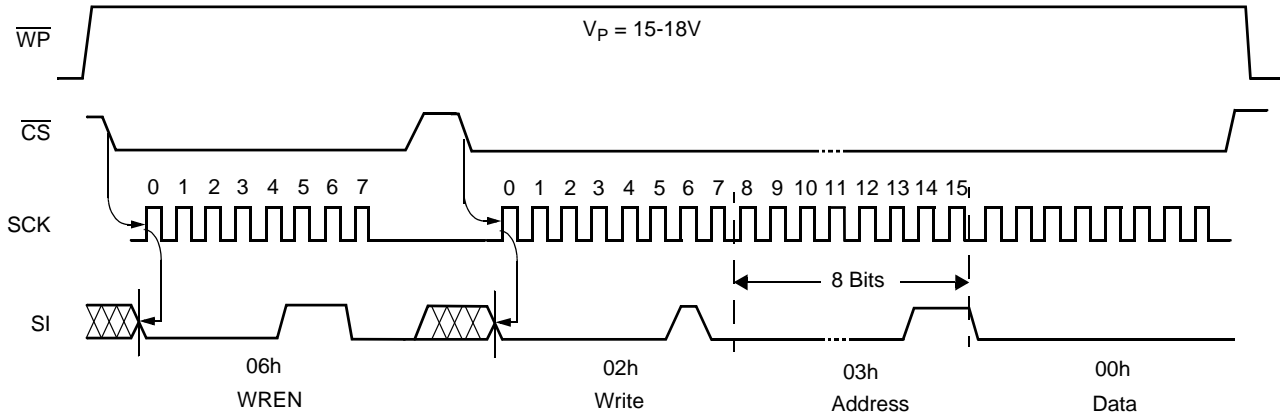 WP
V_P = 15-18V
CS
0 1 2 3 4 5 6 7 0 1 2 3 4 5 6 7 8 9 10 11 12 13 14 15
SCK
8 Bits
SI
06h 02h 03h 00h
WREN Write Address Data